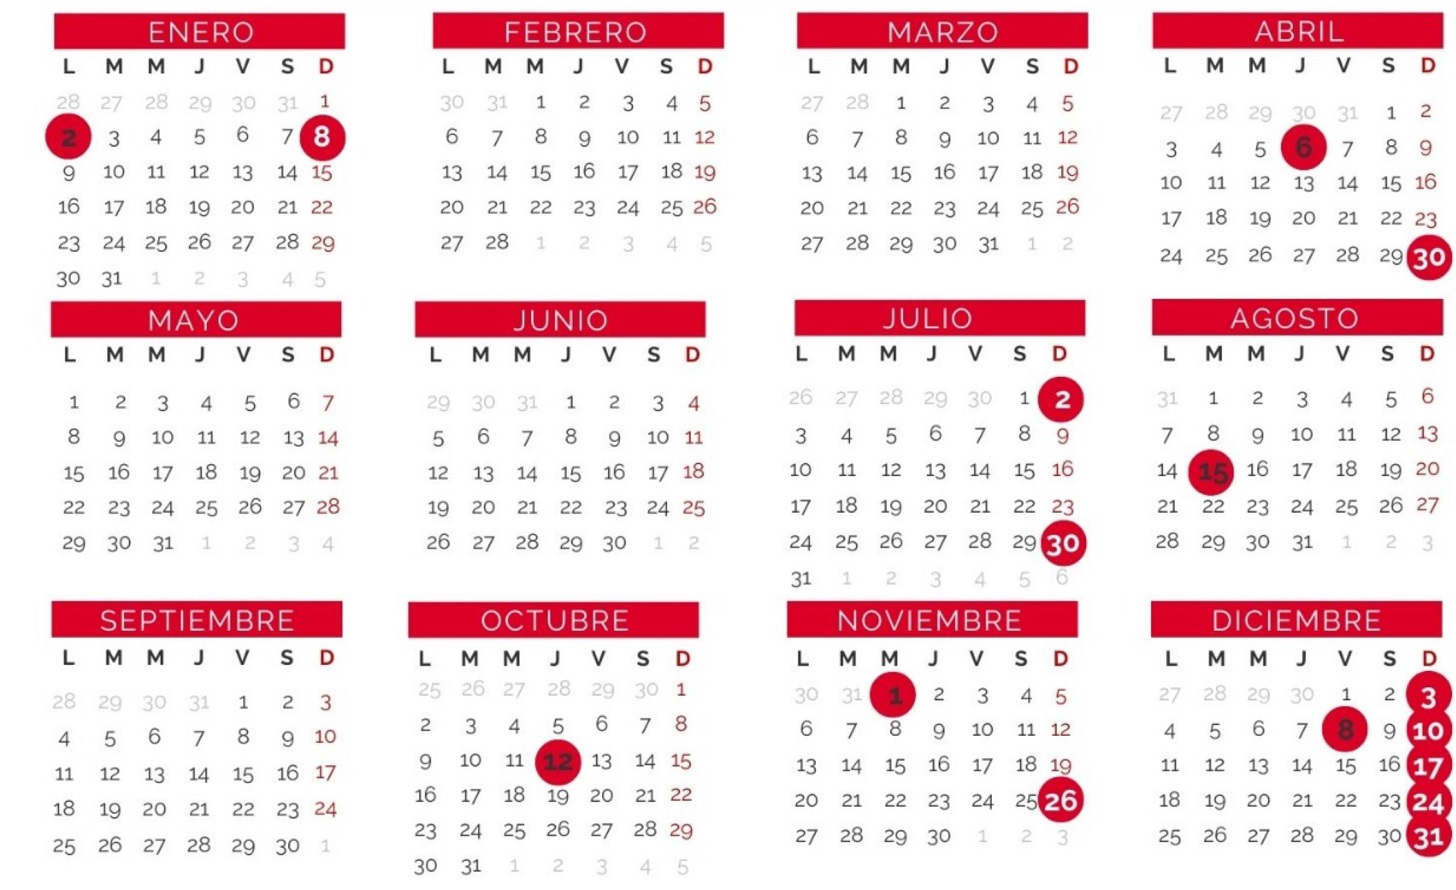 ENERO
L M M J V S D
28 27 28 29 30 31 1
2 3 4 5 6 7 8
9 10 11 12 13 14 15
16 17 18 19 20 21 22
23 24 25 26 27 28 29
30 31 1 2 3 4 5
FEBRERO
L M M J V S D
30 31 1 2 3 4 5
6 7 8 9 10 11 12
13 14 15 16 17 18 19
20 21 22 23 24 25 26
27 28 1 2 3 4 5
MARZO
L M M J V S D
27 28 1 2 3 4 5
6 7 8 9 10 11 12
13 14 15 16 17 18 19
20 21 22 23 24 25 26
27 28 29 30 31 1 2
ABRIL
L M M J V S D
27 28 29 30 31 1 2
3 4 5 6 7 8 9
10 11 12 13 14 15 16
17 18 19 20 21 22 23
24 25 26 27 28 29 30
MAYO
L M M J V S D
1 2 3 4 5 6 7
8 9 10 11 12 13 14
15 16 17 18 19 20 21
22 23 24 25 26 27 28
29 30 31 1 2 3 4
JUNIO
L M M J V S D
29 30 31 1 2 3 4
5 6 7 8 9 10 11
12 13 14 15 16 17 18
19 20 21 22 23 24 25
26 27 28 29 30 1 2
JULIO
L M M J V S D
26 27 28 29 30 1 2
3 4 5 6 7 8 9
10 11 12 13 14 15 16
17 18 19 20 21 22 23
24 25 26 27 28 29 30
31 1 2 3 4 5 6
AGOSTO
L M M J V S D
31 1 2 3 4 5 6
7 8 9 10 11 12 13
14 15 16 17 18 19 20
21 22 23 24 25 26 27
28 29 30 31 1 2 3
SEPTIEMBRE
L M M J V S D
28 29 30 31 1 2 3
4 5 6 7 8 9 10
11 12 13 14 15 16 17
18 19 20 21 22 23 24
25 26 27 28 29 30 1
OCTUBRE
L M M J V S D
25 26 27 28 29 30 1
2 3 4 5 6 7 8
9 10 11 12 13 14 15
16 17 18 19 20 21 22
23 24 25 26 27 28 29
30 31 1 2 3 4 5
NOVIEMBRE
L M M J V S D
30 31 1 2 3 4 5
6 7 8 9 10 11 12
13 14 15 16 17 18 19
20 21 22 23 24 25 26
27 28 29 30 1 2 3
DICIEMBRE
L M M J V S D
27 28 29 30 1 2 3
4 5 6 7 8 9 10
11 12 13 14 15 16 17
18 19 20 21 22 23 24
25 26 27 28 29 30 31